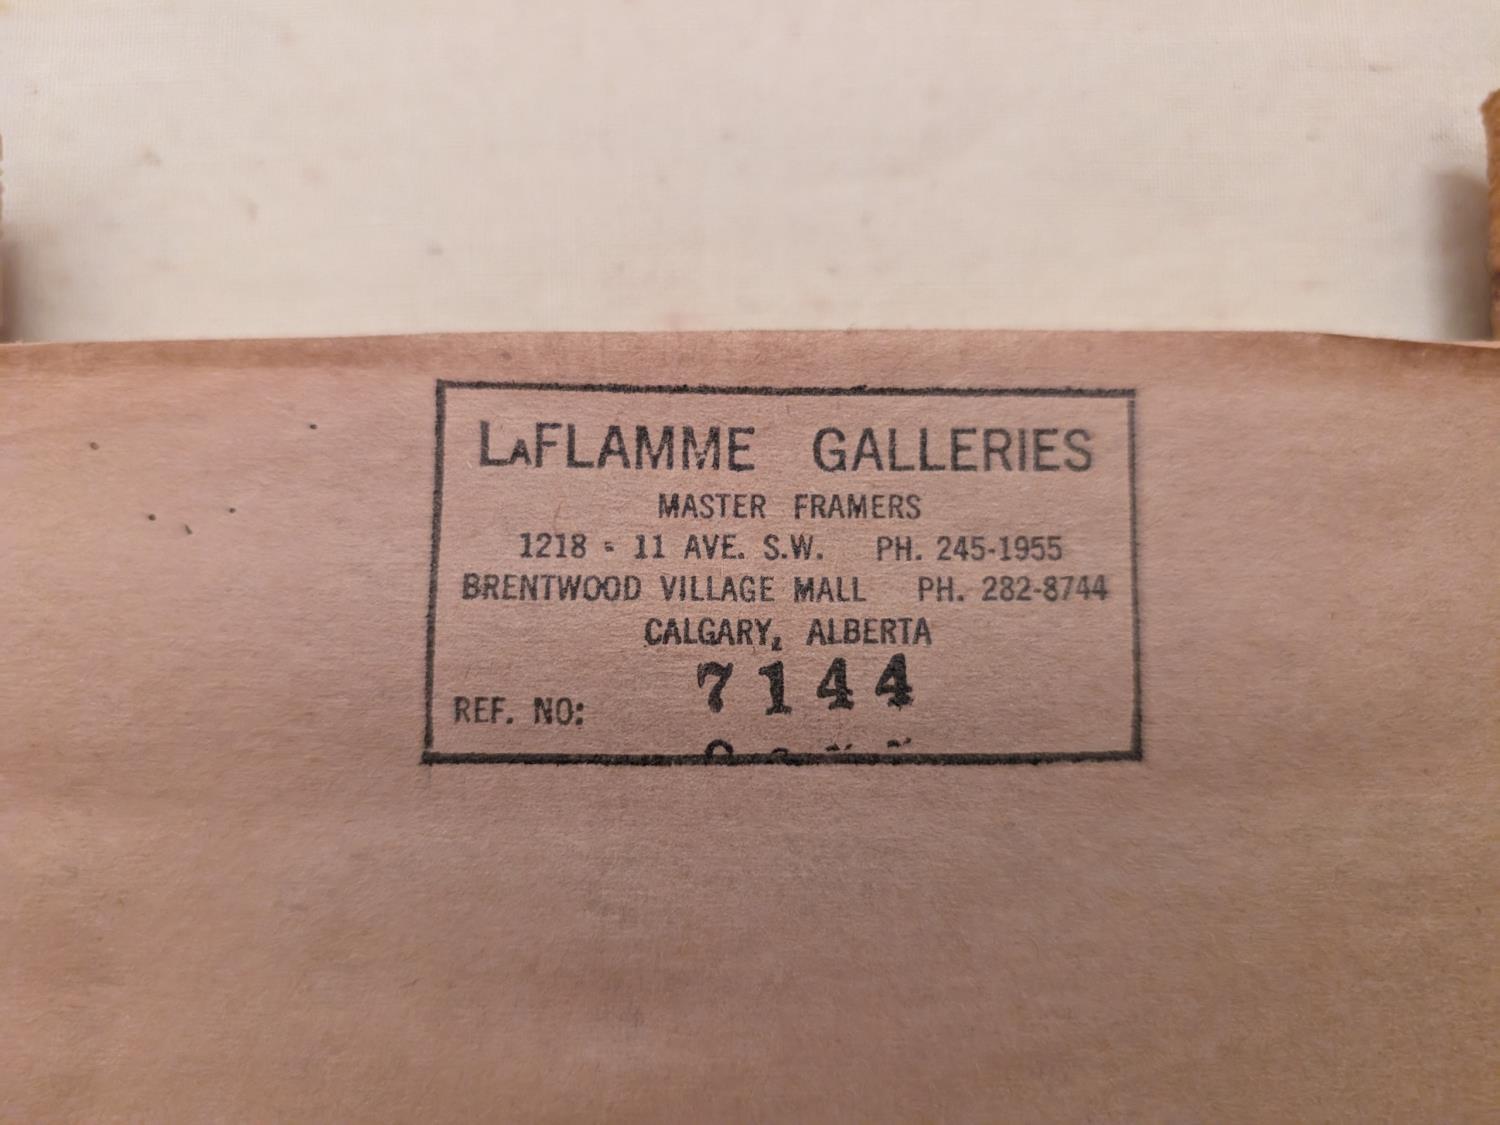 LaFLAMME GALLERIES
MASTER FRAMERS
1218 - 11 AVE. S.W. PH. 245-1955
BRENTWOOD VILLAGE MALL PH. 282-8744
CALGARY, ALBERTA
7144
REF. NO: